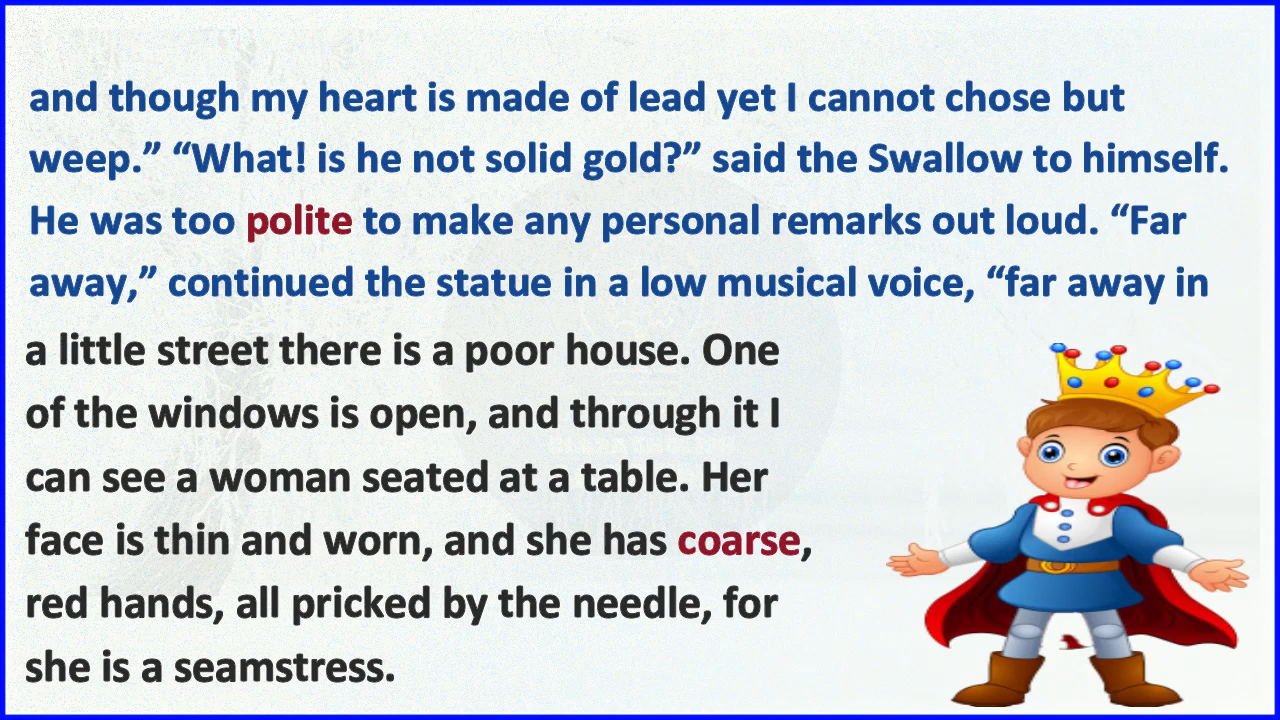 and though my heart is made of lead yet I cannot chose but
weep.” “What! is he not solid gold?” said the Swallow to himself.
He was too polite to make any personal remarks out loud. “Far
away,” continued the statue in a low musical voice, “far away in
a little street there is a poor house. One
of the windows is open, and through it I
can see a woman seated at a table. Her
face is thin and worn, and she has coarse,
red hands, all pricked by the needle, for
she is a seamstress.